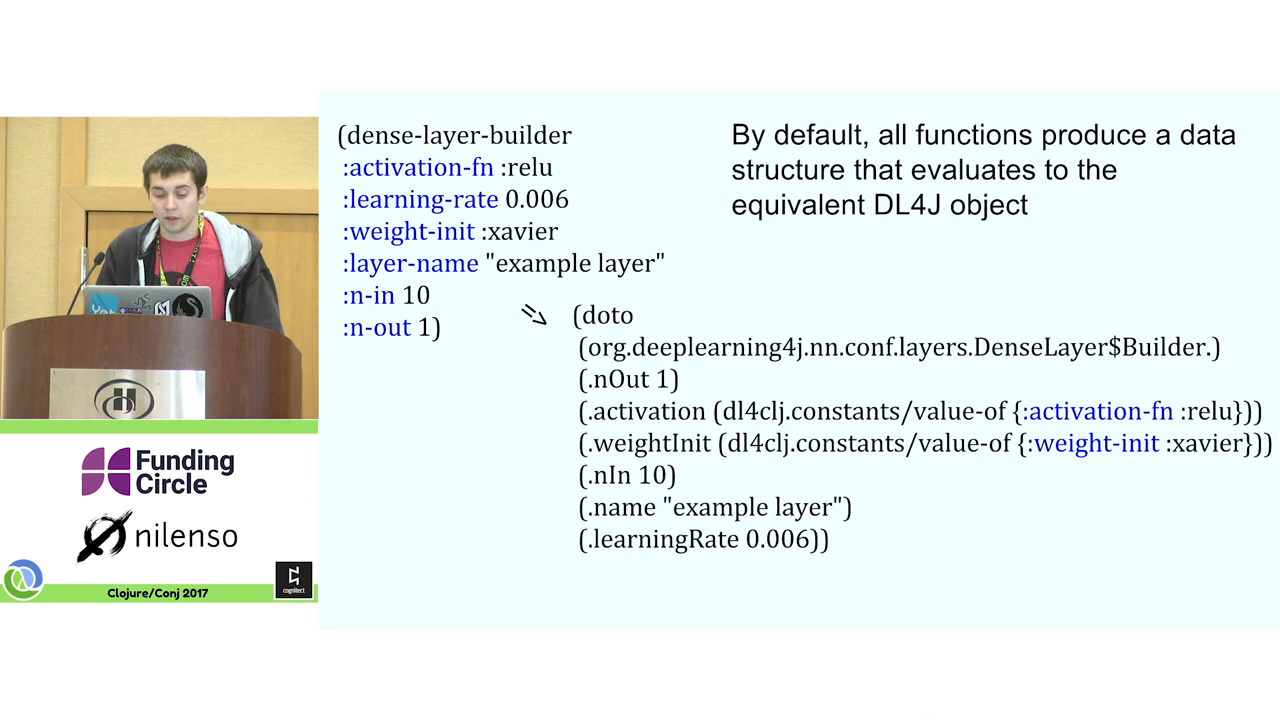 (dense-layer-builder
:activation-fn :relu
:learning-rate 0.006
:weight-init :xavier
:layer-name "example layer"
:n-in 10
:n-out 1)
By default, all functions produce a data
structure that evaluates to the
equivalent DL4J object
(doto
(org.deeplearning4j.nn.conf.layers.DenseLayer$Builder.)
(.nOut 1)
(.activation (dl4clj.constants/value-of {:activation-fn :relu}))
(.weightInit (dl4clj.constants/value-of {:weight-init :xavier}))
(.nIn 10)
(.name "example layer")
(.learningRate 0.006))
H
Funding
Circle
nilenso
cognitect
Clojure/Conj 2017